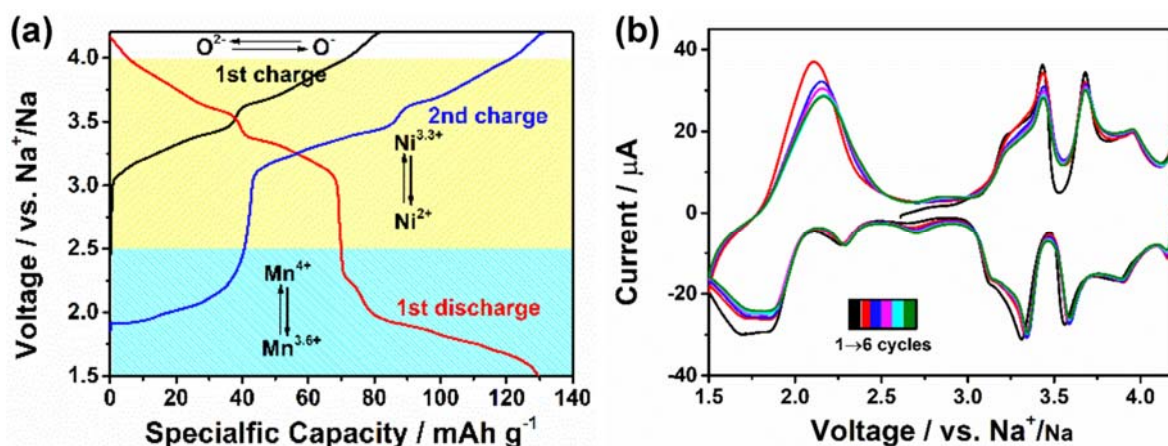 (a)
O²⁻ O⁻
1st charge
2nd charge
Ni³·³⁺
Ni²⁺
Mn⁴⁺
Mn³·⁶⁺
1st discharge
4.0
3.5
3.0
2.5
2.0
1.5
Voltage / vs. Na⁺/Na
0 20 40 60 80 100 120 140
Specialfic Capacity / mAh g⁻¹
(b)
40
20
0
-20
-40
Current / μA
1→6 cycles
1.5 2.0 2.5 3.0 3.5 4.0
Voltage / vs. Na⁺/Na